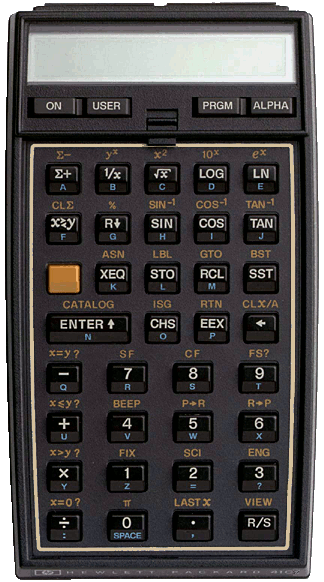 ON USER PRGM ALPHA
Σ- yˣ x² 10ˣ eˣ
Σ+ 1/x √x LOG LN
A B C D E
CLΣ % SIN⁻¹ COS⁻¹ TAN⁻¹
x≷y R↓ SIN COS TAN
F G H I J
ASN LBL GTO BST
XEQ STO RCL SST
K L M
CATALOG ISG RTN CLX/A
ENTER↑ CHS EEX ←
N O P
x=y? SF CF FS?
− 7 8 9
Q R S T
x≤y? BEEP P→R R→P
+ 4 5 6
U V W X
x>y? FIX SCI ENG
× 1 2 3
Y Z = ?
x=0? π LASTX VIEW
÷ 0 · R/S
: SPACE ,
hp HEWLETT·PACKARD 41C